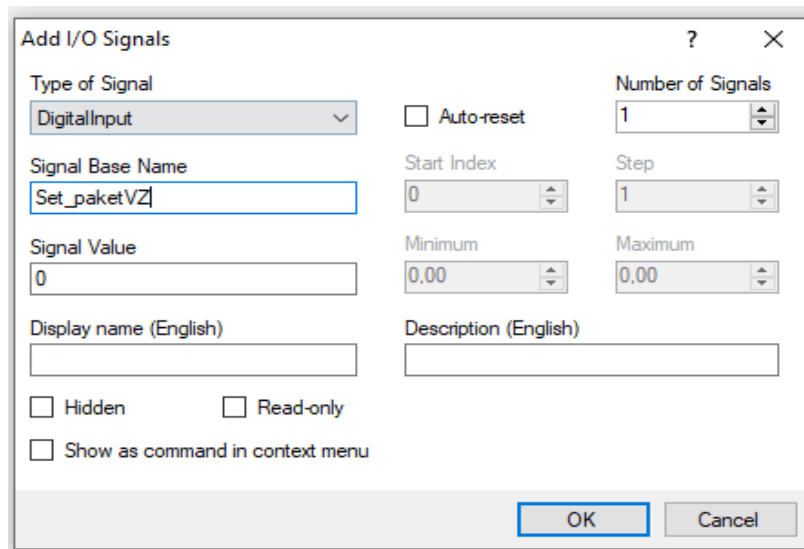 Add I/O Signals ?
Type of Signal Number of Signals
DigitalInput Auto-reset 1
Signal Base Name Start Index Step
Set_paketVZ 0 1
Signal Value Minimum Maximum
0 0,00 0,00
Display name (English) Description (English)
Hidden Read-only
Show as command in context menu
OK Cancel